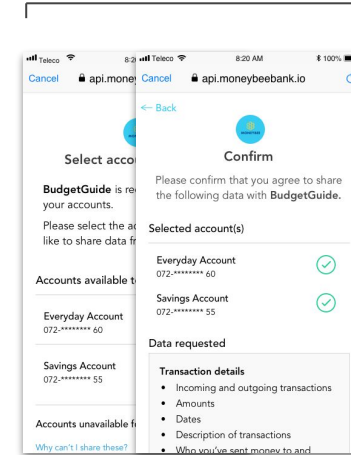 Teleco
8:2
Cancel
api.money
Select accou
BudgetGuide is re
your accounts.
Please select the ac
like to share data fr
Accounts available t
Everyday Account
072-******** 60
Savings Account
072-******** 55
Accounts unavailable f
Why can't I share these?
Teleco
8:20 AM
100%
Cancel
api.moneybeebank.io
<-- Back
Confirm
Please confirm that you agree to share
the following data with BudgetGuide.
Selected account(s)
Everyday Account
072-******** 60
Savings Account
072-******** 55
Data requested
Transaction details
• Incoming and outgoing transactions
• Amounts
• Dates
• Description of transactions
• Who you've sent money to and